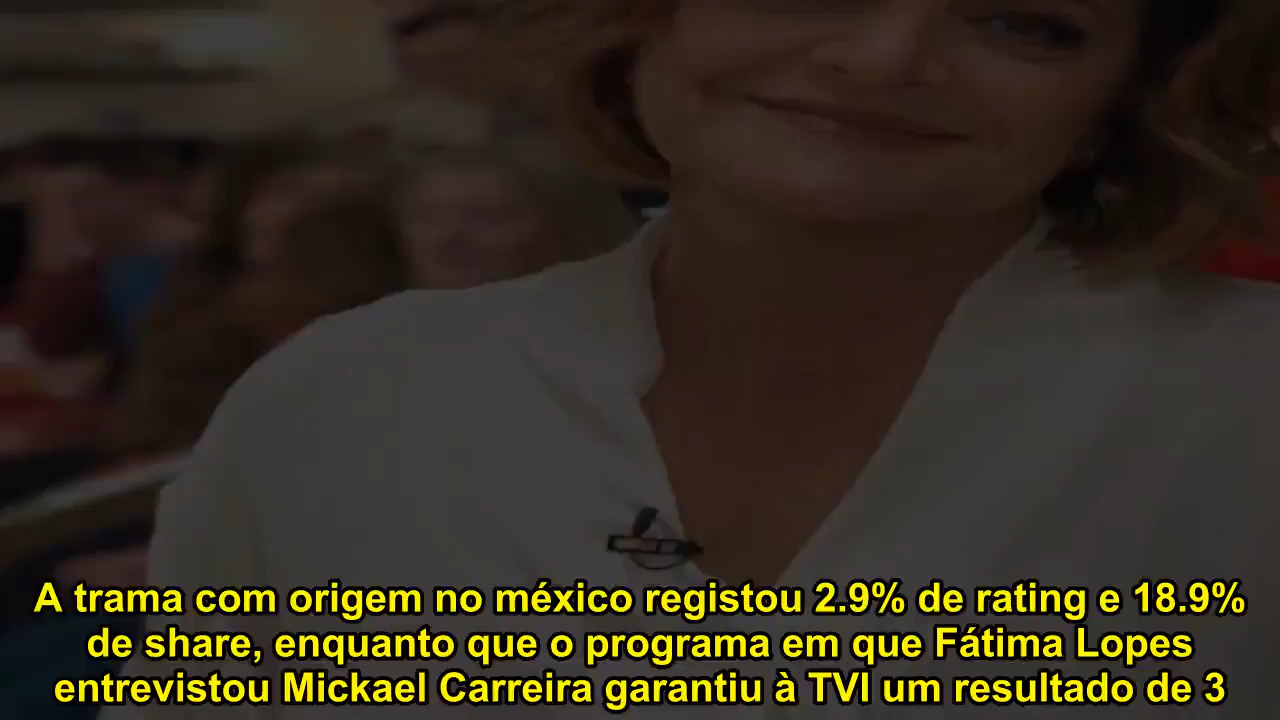 A trama com origem no méxico registou 2.9% de rating e 18.9%
de share, enquanto que o programa em que Fátima Lopes
entrevistou Mickael Carreira garantiu à TVI um resultado de 3